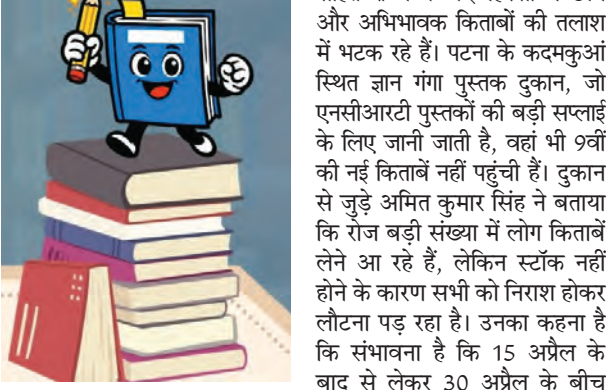 और अभिभावक किताबों की तलाश
में भटक रहे हैं। पटना के कदमकुआं
स्थित ज्ञान गंगा पुस्तक दुकान, जो
एनसीआरटी पुस्तकों की बड़ी सप्लाई
के लिए जानी जाती है, वहां भी 9वीं
की नई किताबें नहीं पहुंची हैं। दुकान
से जुड़े अमित कुमार सिंह ने बताया
कि रोज बड़ी संख्या में लोग किताबें
लेने आ रहे हैं, लेकिन स्टॉक नहीं
होने के कारण सभी को निराश होकर
लौटना पड़ रहा है। उनका कहना है
कि संभावना है कि 15 अप्रैल के
बाद से लेकर 30 अप्रैल के बीच